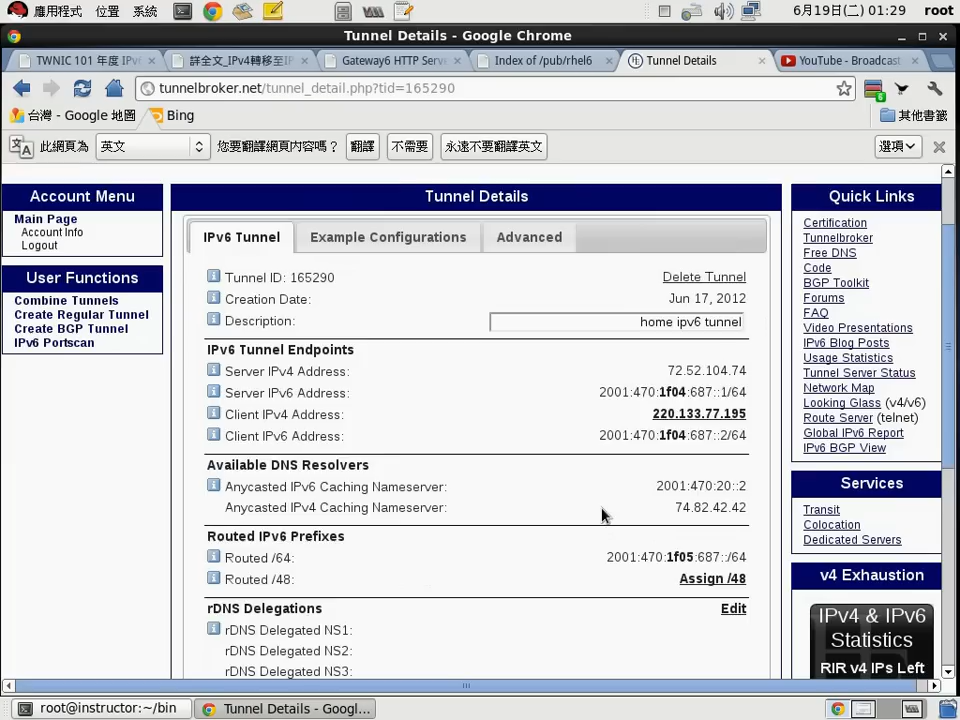 應用程式 位置 系統 6月19日(二) 01:29 root
Tunnel Details - Google Chrome
TWNIC 101 年度 IPv 詳全文_IPv4轉移至IP Gateway6 HTTP Serv Index of /pub/rhel6 Tunnel Details YouTube - Broadcast
tunnelbroker.net/tunnel_detail.php?tid=165290
台灣 - Google 地圖 Bing 其他書籤
此網頁為 英文 您要翻譯網頁內容嗎？ 翻譯 不需要 永遠不要翻譯英文 選項
Account Menu
Main Page
Account Info
Logout
User Functions
Combine Tunnels
Create Regular Tunnel
Create BGP Tunnel
IPv6 Portscan
Tunnel Details
IPv6 Tunnel Example Configurations Advanced
Tunnel ID: 165290 Delete Tunnel
Creation Date: Jun 17, 2012
Description: home ipv6 tunnel
IPv6 Tunnel Endpoints
Server IPv4 Address: 72.52.104.74
Server IPv6 Address: 2001:470:1f04:687::1/64
Client IPv4 Address: 220.133.77.195
Client IPv6 Address: 2001:470:1f04:687::2/64
Available DNS Resolvers
Anycasted IPv6 Caching Nameserver: 2001:470:20::2
Anycasted IPv4 Caching Nameserver: 74.82.42.42
Routed IPv6 Prefixes
Routed /64: 2001:470:1f05:687::/64
Routed /48: Assign /48
rDNS Delegations Edit
rDNS Delegated NS1:
rDNS Delegated NS2:
rDNS Delegated NS3:
Quick Links
Certification
Tunnelbroker
Free DNS
Code
BGP Toolkit
Forums
FAQ
Video Presentations
IPv6 Blog Posts
Usage Statistics
Tunnel Server Status
Network Map
Looking Glass (v4/v6)
Route Server (telnet)
Global IPv6 Report
IPv6 BGP View
Services
Transit
Colocation
Dedicated Servers
v4 Exhaustion
IPv4 & IPv6
Statistics
RIR v4 IPs Left
root@instructor:~/bin Tunnel Details - Googl...